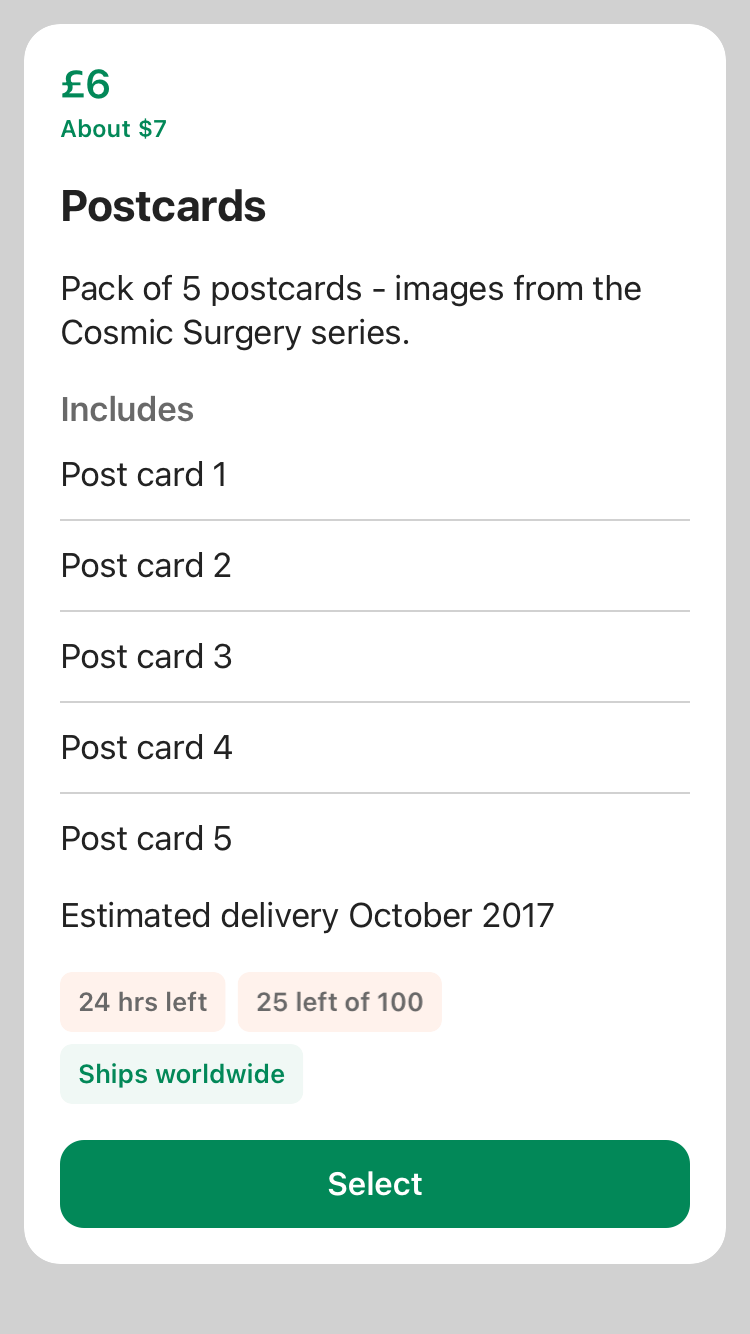 £6
About $7
Postcards
Pack of 5 postcards - images from the
Cosmic Surgery series.
Includes
Post card 1
Post card 2
Post card 3
Post card 4
Post card 5
Estimated delivery October 2017
24 hrs left
25 left of 100
Ships worldwide
Select